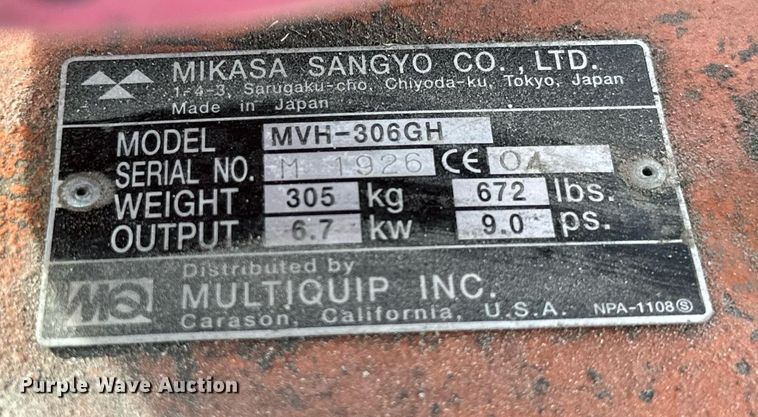 MIKASA SANGYO CO., LTD.
1-4-3, Sarugaku-cho, Chiyoda-ku, Tokyo, Japan
Made in Japan
MODEL MVH-306GH
SERIAL NO. M 1926 CE 04
WEIGHT 305 kg 672 lbs.
OUTPUT 6.7 kw 9.0 ps.
Distributed by
MQ MULTIQUIP INC.
Carason, California, U.S.A. NPA-1108Ⓢ
Purple Wave Auction